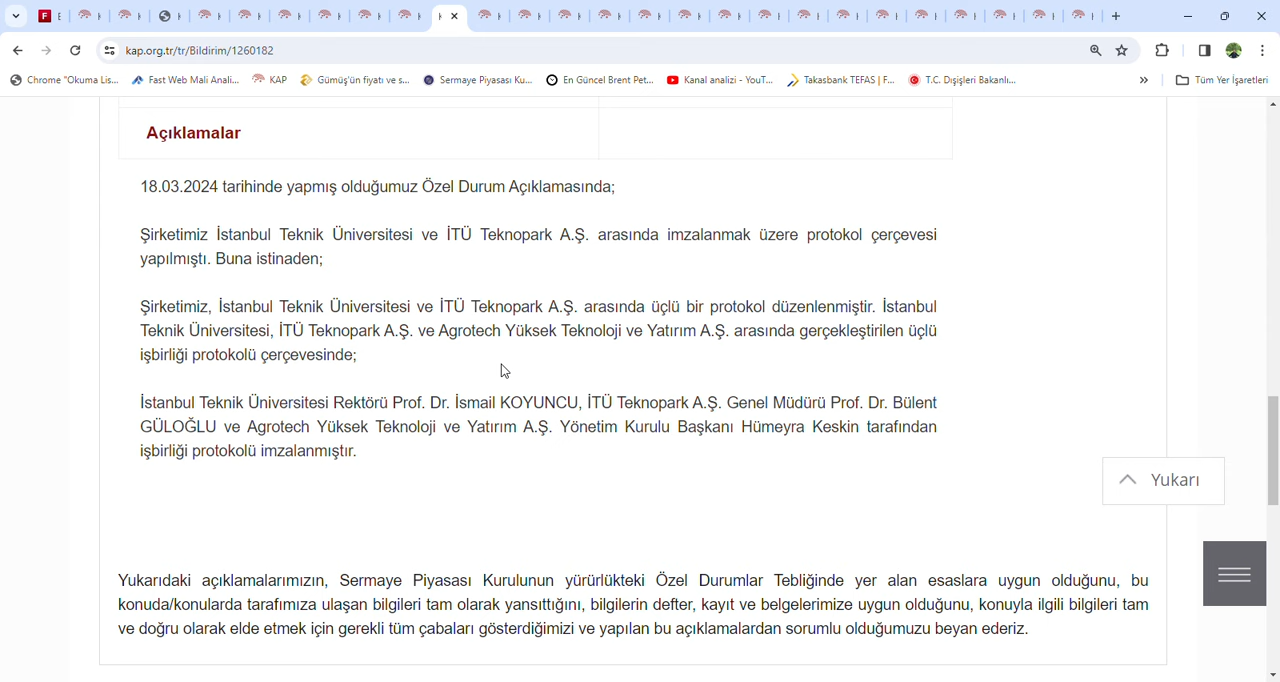 kap.org.tr/tr/Bildirim/1260182
Chrome "Okuma Lis... Fast Web Mali Anali... KAP Gümüş'ün fiyatı ve s... Sermaye Piyasası Ku... En Güncel Brent Pet... Kanal analizi - YouT... Takasbank TEFAS | F... T.C. Dışişleri Bakanlı... » Tüm Yer İşaretleri
Açıklamalar
18.03.2024 tarihinde yapmış olduğumuz Özel Durum Açıklamasında;
Şirketimiz İstanbul Teknik Üniversitesi ve İTÜ Teknopark A.Ş. arasında imzalanmak üzere protokol çerçevesi
yapılmıştı. Buna istinaden;
Şirketimiz, İstanbul Teknik Üniversitesi ve İTÜ Teknopark A.Ş. arasında üçlü bir protokol düzenlenmiştir. İstanbul
Teknik Üniversitesi, İTÜ Teknopark A.Ş. ve Agrotech Yüksek Teknoloji ve Yatırım A.Ş. arasında gerçekleştirilen üçlü
işbirliği protokolü çerçevesinde;
İstanbul Teknik Üniversitesi Rektörü Prof. Dr. İsmail KOYUNCU, İTÜ Teknopark A.Ş. Genel Müdürü Prof. Dr. Bülent
GÜLOĞLU ve Agrotech Yüksek Teknoloji ve Yatırım A.Ş. Yönetim Kurulu Başkanı Hümeyra Keskin tarafından
işbirliği protokolü imzalanmıştır.
Yukarı
Yukarıdaki açıklamalarımızın, Sermaye Piyasası Kurulunun yürürlükteki Özel Durumlar Tebliğinde yer alan esaslara uygun olduğunu, bu
konuda/konularda tarafımıza ulaşan bilgileri tam olarak yansıttığını, bilgilerin defter, kayıt ve belgelerimize uygun olduğunu, konuyla ilgili bilgileri tam
ve doğru olarak elde etmek için gerekli tüm çabaları gösterdiğimizi ve yapılan bu açıklamalardan sorumlu olduğumuzu beyan ederiz.